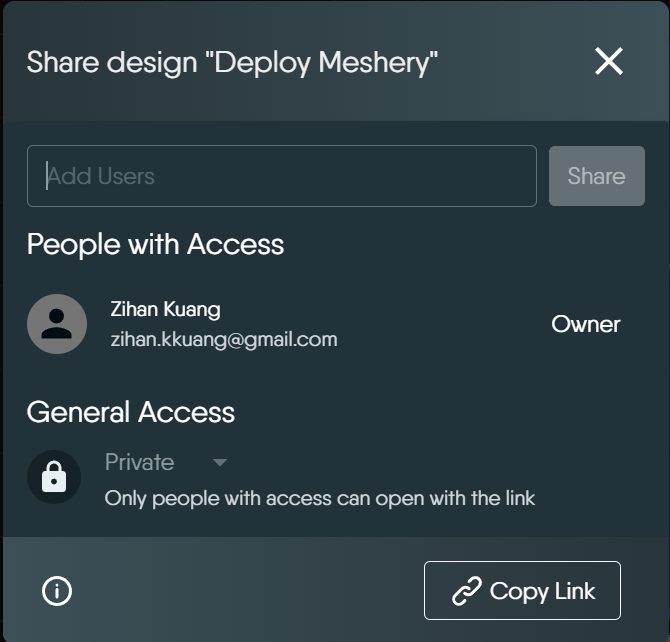 Share design "Deploy Meshery"
Add Users
Share
People with Access
Zihan Kuang
zihan.kkuang@gmail.com
Owner
General Access
Private
Only people with access can open with the link
Copy Link